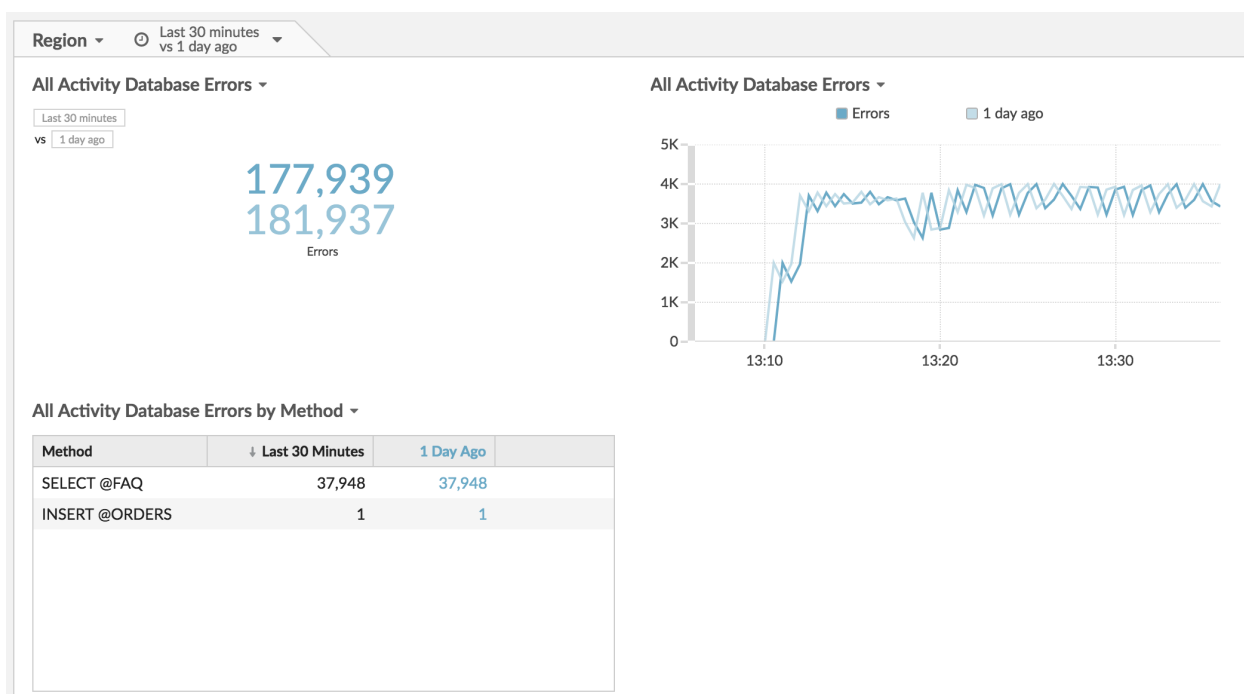 Region
Last 30 minutes
vs 1 day ago
All Activity Database Errors
Last 30 minutes
vs 1 day ago
177,939
181,937
Errors
All Activity Database Errors
Errors 1 day ago
5K
4K
3K
2K
1K
0
13:10 13:20 13:30
All Activity Database Errors by Method
Method Last 30 Minutes 1 Day Ago
SELECT @FAQ 37,948 37,948
INSERT @ORDERS 1 1